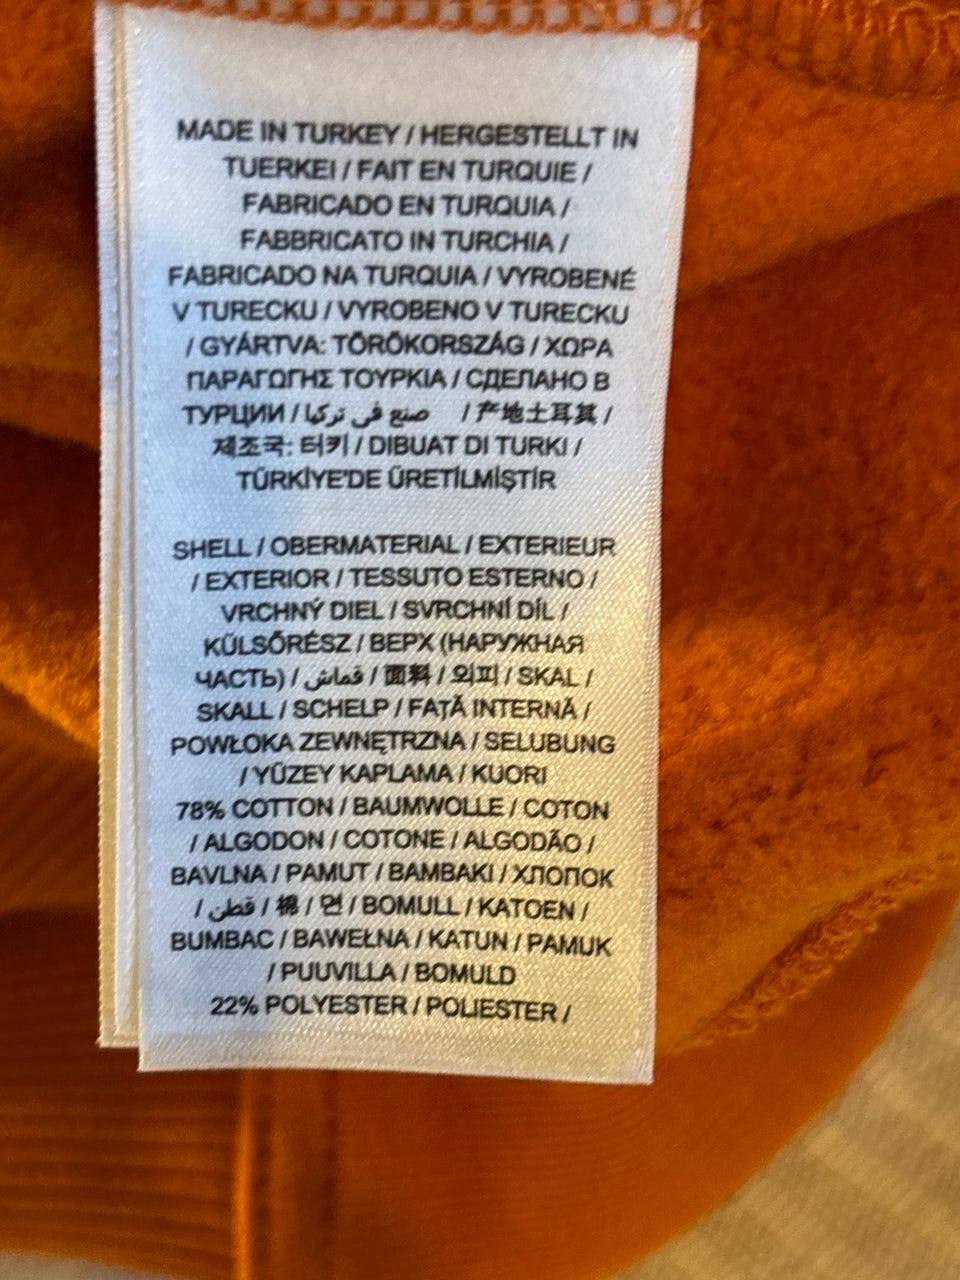 MADE IN TURKEY / HERGESTELLT IN
TUERKEI / FAIT EN TURQUIE /
FABRICADO EN TURQUIA /
FABBRICATO IN TURCHIA /
FABRICADO NA TURQUIA / VYROBENÉ
V TURECKU / VYROBENO V TURECKU
/ GYÁRTVA: TÖRÖKORSZÁG / ΧΩΡΑ
ΠΑΡΑΓΩΓΗΣ ΤΟΥΡΚΙΑ / СДЕЛАНО В
ТУРЦИИ / صنع في تركيا / 产地土耳其 /
제조국: 터키 / DIBUAT DI TURKI /
TÜRKİYE'DE ÜRETİLMİŞTİR
SHELL / OBERMATERIAL / EXTERIEUR
/ EXTERIOR / TESSUTO ESTERNO /
VRCHNÝ DIEL / SVRCHNÍ DÍL /
KÜLSŐRÉSZ / ВЕРХ (НАРУЖНАЯ
ЧАСТЬ) / قماش / 面料 / 외피 / SKAL /
SKALL / SCHELP / FAȚĂ INTERNĂ /
POWŁOKA ZEWNĘTRZNA / SELUBUNG
/ YÜZEY KAPLAMA / KUORI
78% COTTON / BAUMWOLLE / COTON
/ ALGODON / COTONE / ALGODÃO /
BAVLNA / PAMUT / BAMBAKI / ХЛОПОК
/ قطن / 棉 / 면 / BOMULL / KATOEN /
BUMBAC / BAWEŁNA / KATUN / PAMUK
/ PUUVILLA / BOMULD
22% POLYESTER / POLIESTER /